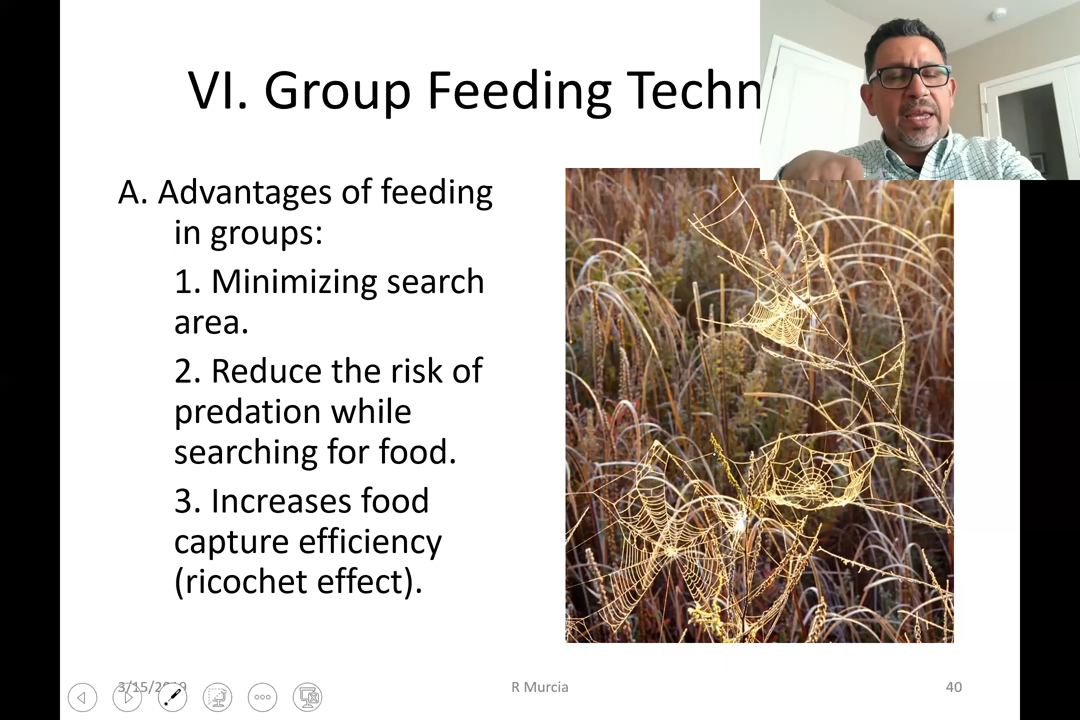 VI. Group Feeding Techn
A. Advantages of feeding
in groups:
1. Minimizing search
area.
2. Reduce the risk of
predation while
searching for food.
3. Increases food
capture efficiency
(ricochet effect).
R Murcia
40